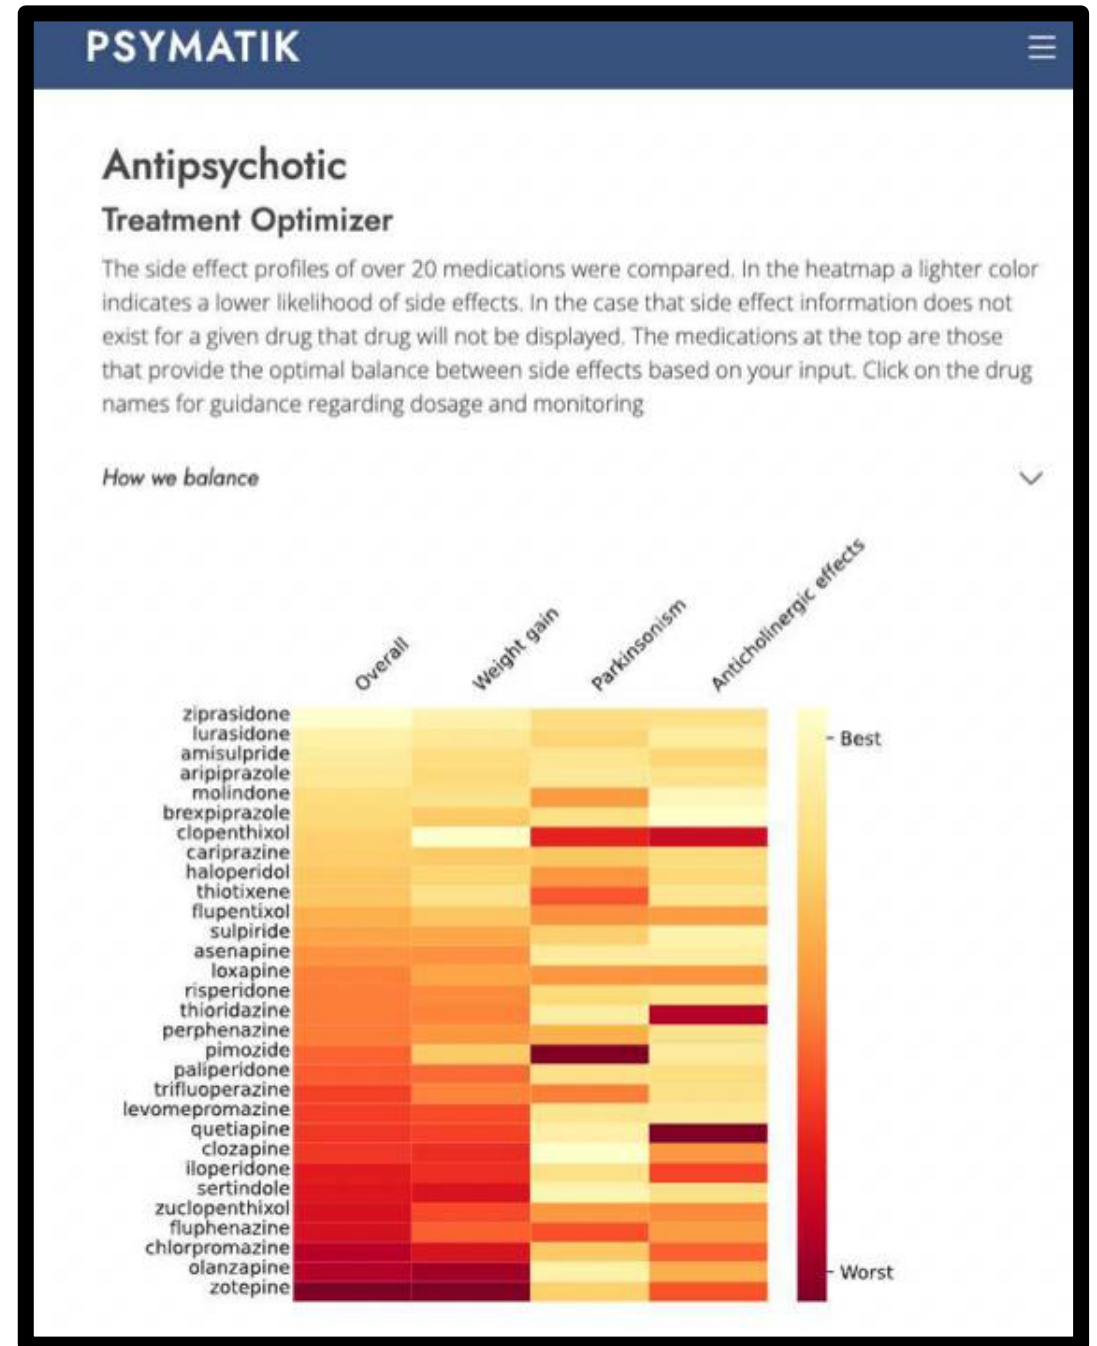 PSYMATIK
Antipsychotic
Treatment Optimizer
The side effect profiles of over 20 medications were compared. In the heatmap a lighter color
indicates a lower likelihood of side effects. In the case that side effect information does not
exist for a given drug that drug will not be displayed. The medications at the top are those
that provide the optimal balance between side effects based on your input. Click on the drug
names for guidance regarding dosage and monitoring
How we balance
Overall
Weight gain
Parkinsonism
Anticholinergic effects
ziprasidone
lurasidone
amisulpride
aripiprazole
molindone
brexpiprazole
clopenthixol
cariprazine
haloperidol
thiotixene
flupentixol
sulpiride
asenapine
loxapine
risperidone
thioridazine
perphenazine
pimozide
paliperidone
trifluoperazine
levomepromazine
quetiapine
clozapine
iloperidone
sertindole
zuclopenthixol
fluphenazine
chlorpromazine
olanzapine
zotepine
Best
Worst